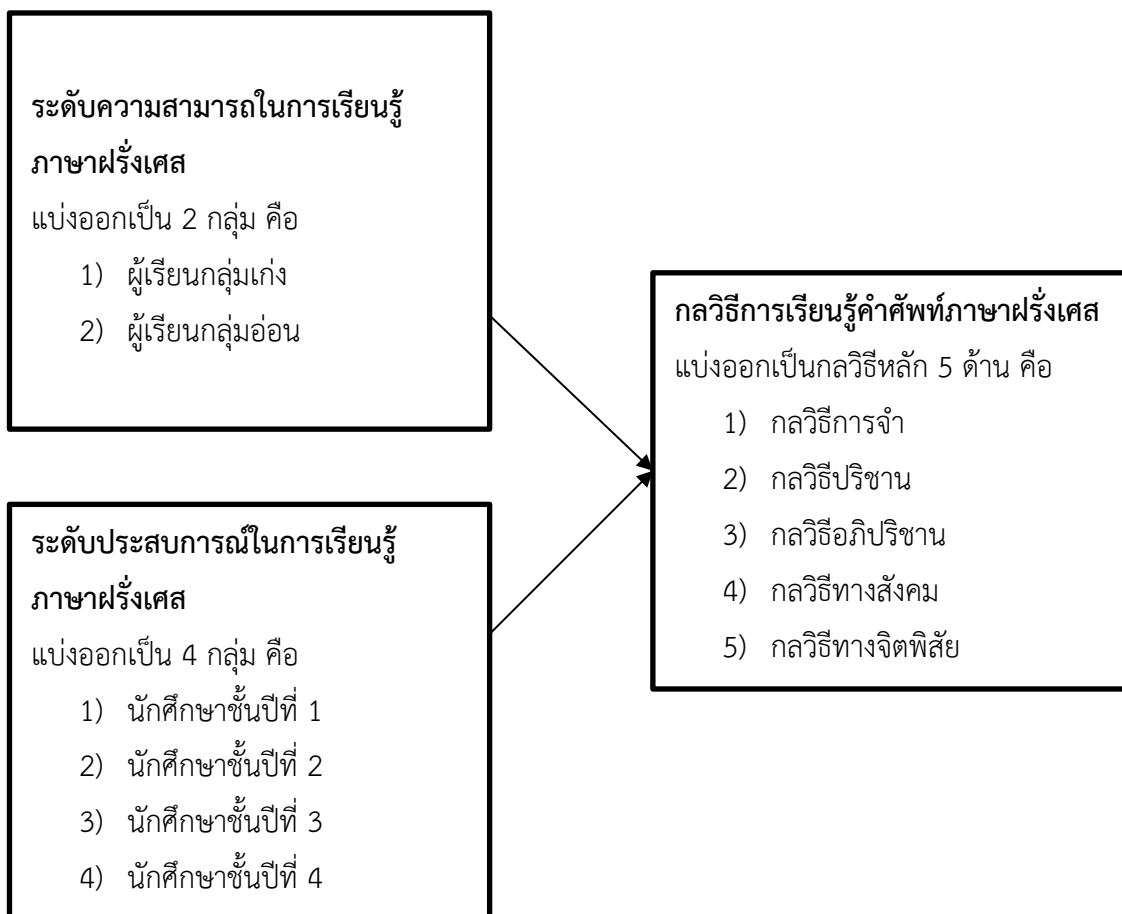 ระดับความสามารถในการเรียนรู้
ภาษาฝรั่งเศส
แบ่งออกเป็น 2 กลุ่ม คือ
1) ผู้เรียนกลุ่มเก่ง
2) ผู้เรียนกลุ่มอ่อน
ระดับประสบการณ์ในการเรียนรู้
ภาษาฝรั่งเศส
แบ่งออกเป็น 4 กลุ่ม คือ
1) นักศึกษาชั้นปีที่ 1
2) นักศึกษาชั้นปีที่ 2
3) นักศึกษาชั้นปีที่ 3
4) นักศึกษาชั้นปีที่ 4
กลวิธีการเรียนรู้คำศัพท์ภาษาฝรั่งเศส
แบ่งออกเป็นกลวิธีหลัก 5 ด้าน คือ
1) กลวิธีการจำ
2) กลวิธีปริชาน
3) กลวิธีอภิปริชาน
4) กลวิธีทางสังคม
5) กลวิธีทางจิตพิสัย